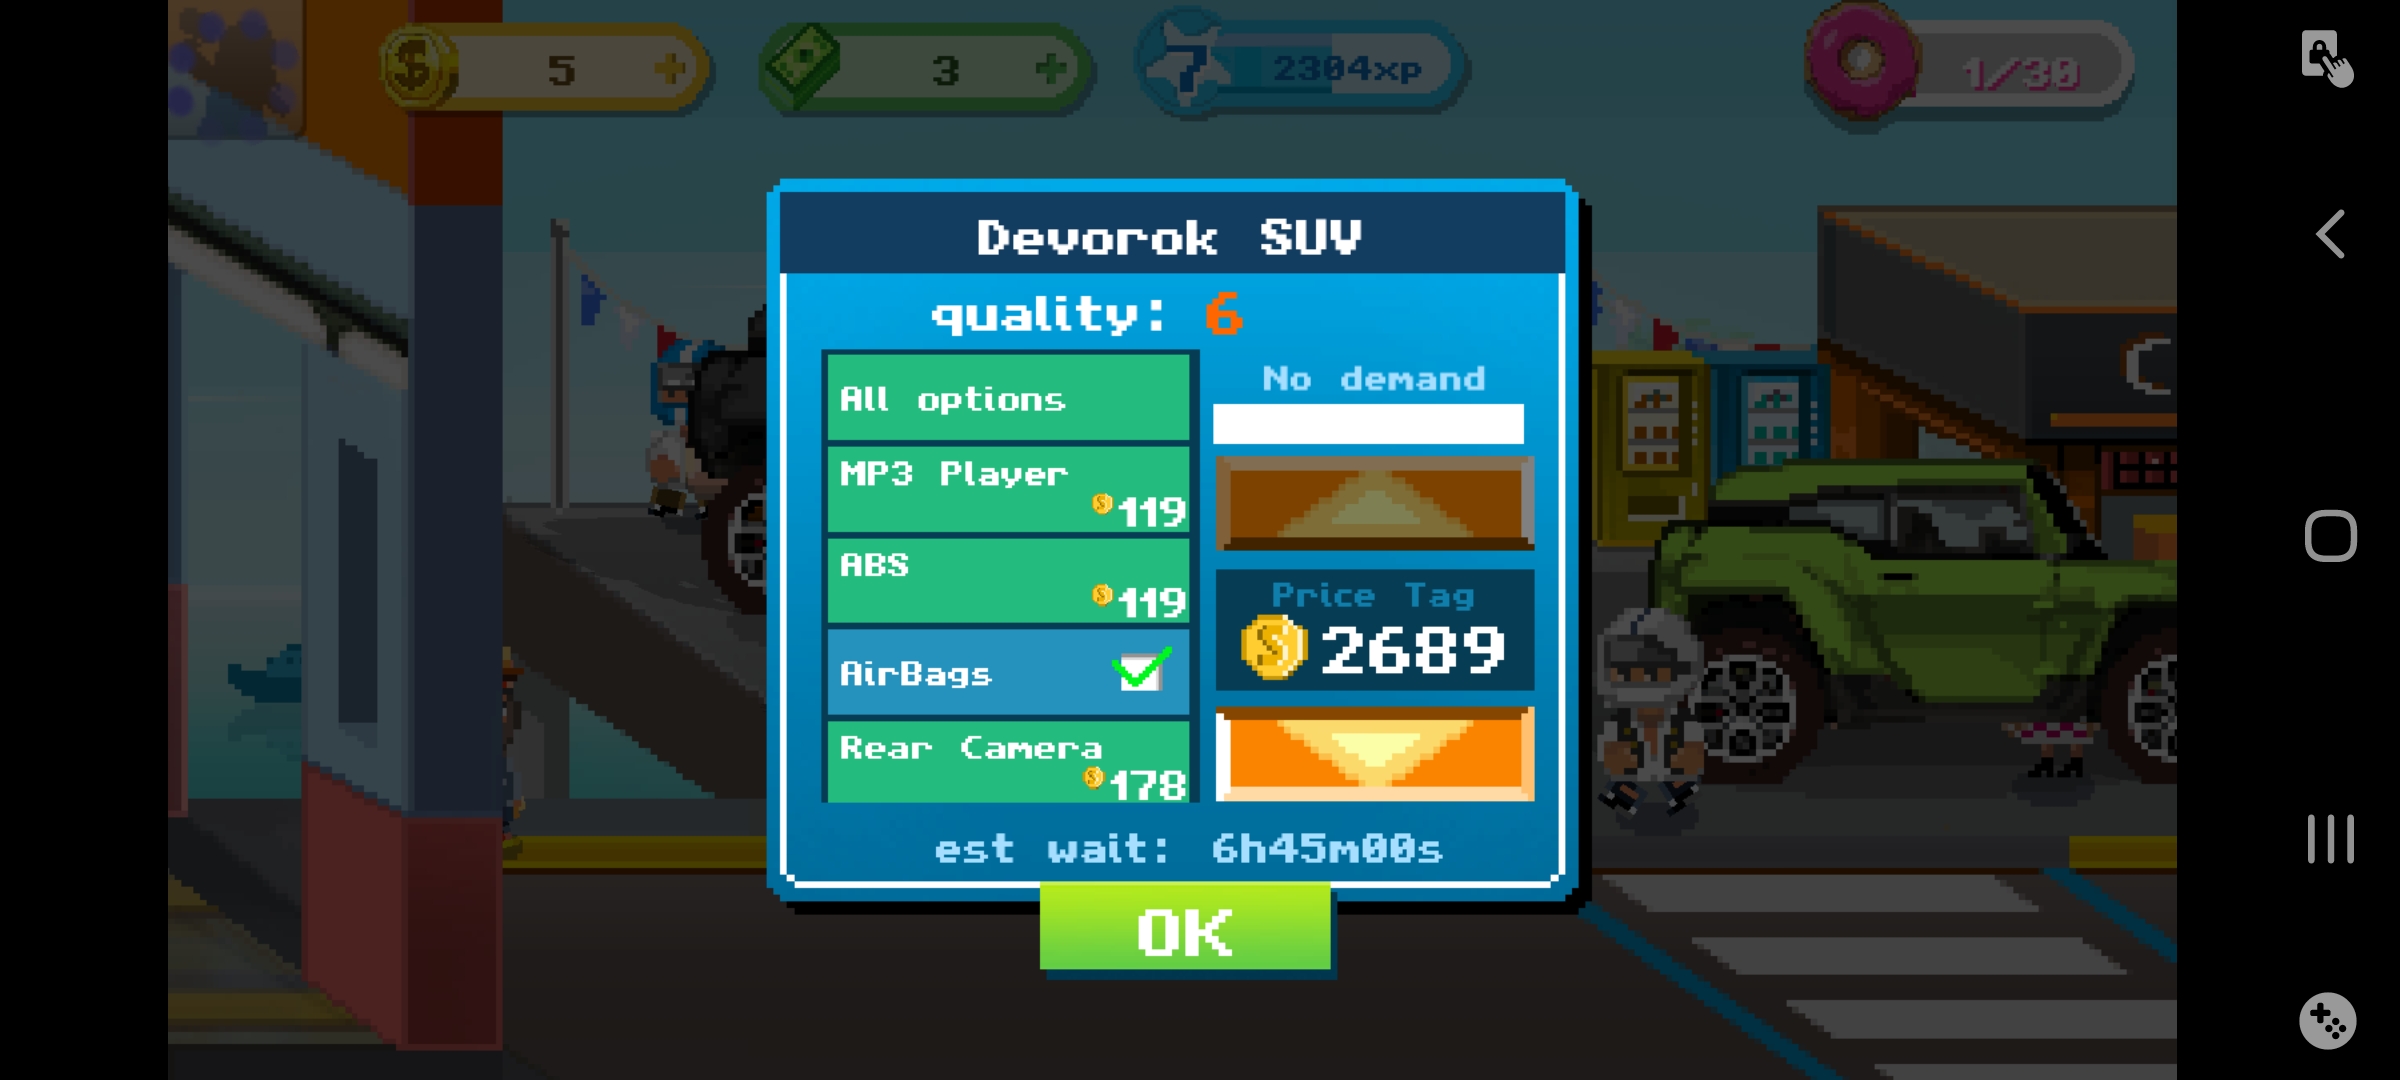 5
3
7
2304xp
1/30
Devorok SUV
quality: 6
All options
MP3 Player
119
ABS
119
AirBags
Rear Camera
178
No demand
Price Tag
2689
est wait: 6h45m00s
OK